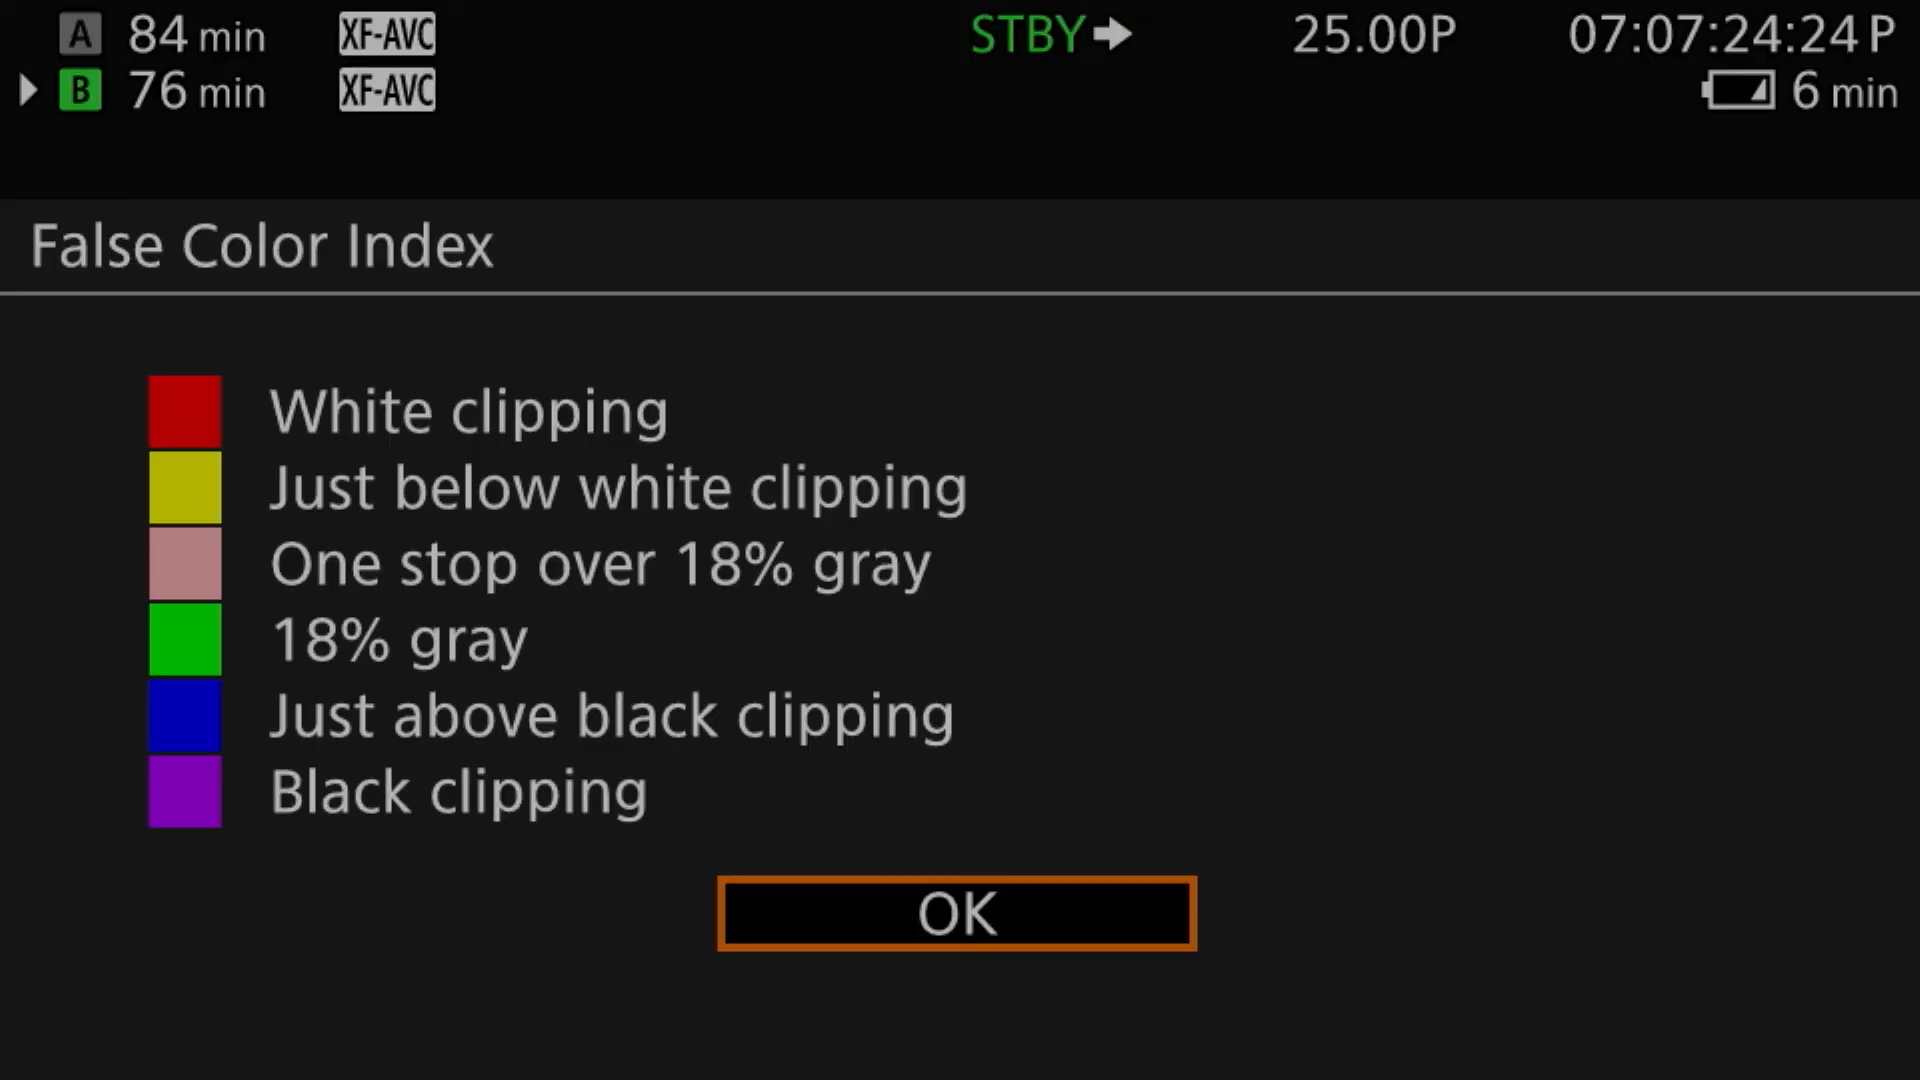 A 84 min XF-AVC STBY 25.00P 07:07:24:24 P
B 76 min XF-AVC 6 min
False Color Index
White clipping
Just below white clipping
One stop over 18% gray
18% gray
Just above black clipping
Black clipping
OK